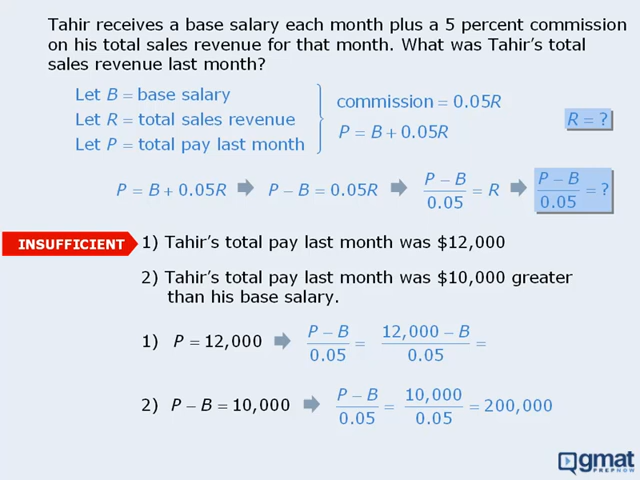 Tahir receives a base salary each month plus a 5 percent commission
on his total sales revenue for that month. What was Tahir's total
sales revenue last month?
Let B = base salary
Let R = total sales revenue
Let P = total pay last month
commission = 0.05R
P = B + 0.05R
R = ?
P = B + 0.05R ➡ P − B = 0.05R ➡ (P − B)/0.05 = R ➡ (P − B)/0.05 = ?
INSUFFICIENT
1) Tahir's total pay last month was $12,000
2) Tahir's total pay last month was $10,000 greater
than his base salary.
1) P = 12,000 ➡ (P − B)/0.05 = (12,000 − B)/0.05 =
2) P − B = 10,000 ➡ (P − B)/0.05 = 10,000/0.05 = 200,000
gmat
PREPNOW